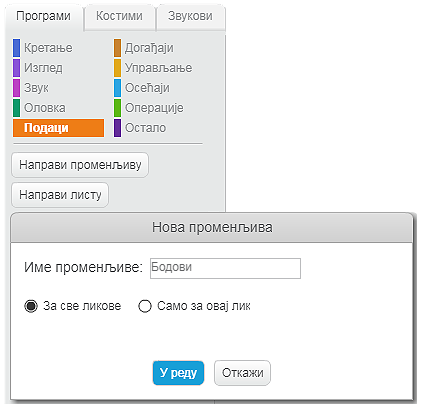 Програми Костими Звукови
Кретање Догађаји
Изглед Управљање
Звук Осећаји
Оловка Операције
Подаци Остало
Направи променљиву
Направи листу
Нова променљива
Име променљиве: Бодови
За све ликове Само за овај лик
У реду Откажи